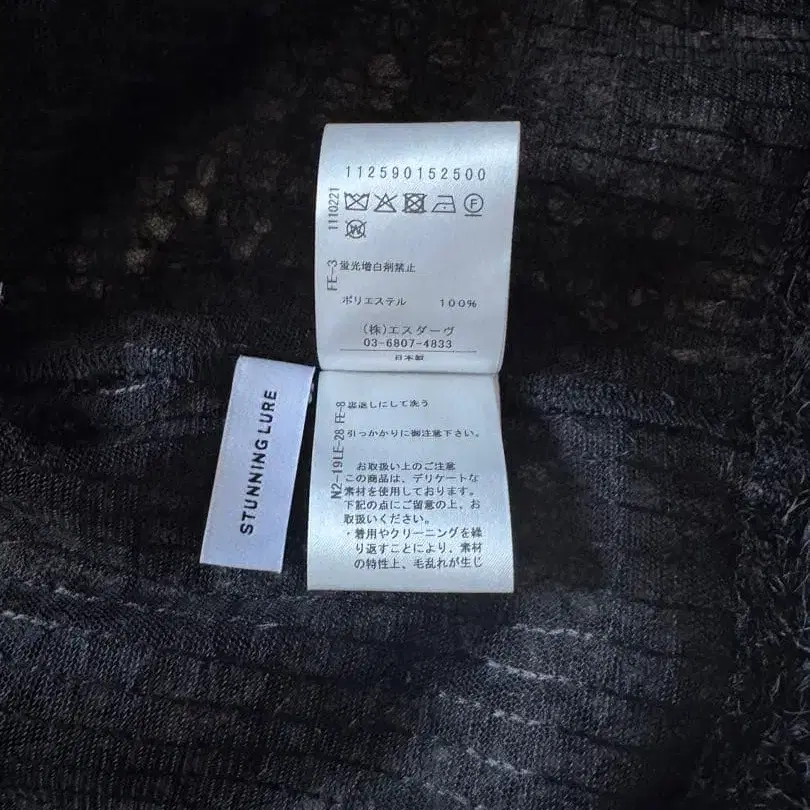 112590152500
1110221
F
W
FE-3
蛍光増白剤禁止
ポリエステル 100%
(株)エスダーヴ
03-6807-4833
日本製
STUNNING LURE
N2-19LE-28 FE-8
裏返しにして洗う
引っかかりに御注意下さい。
お取扱い上のご注意
この商品は、デリケートな
素材を使用しております。
下記の点にご留意の上、お
取扱いください。
・着用やクリーニングを繰
り返すことにより、素材
の特性上、毛乱れが生じ